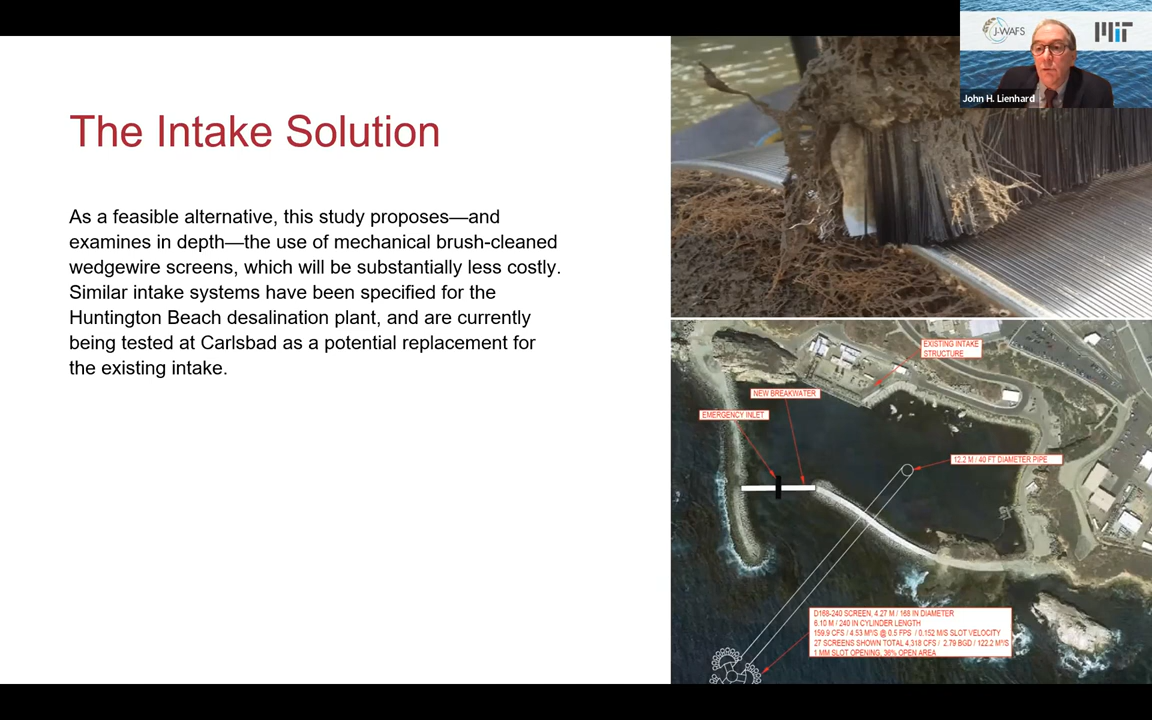 The Intake Solution
As a feasible alternative, this study proposes—and
examines in depth—the use of mechanical brush-cleaned
wedgewire screens, which will be substantially less costly.
Similar intake systems have been specified for the
Huntington Beach desalination plant, and are currently
being tested at Carlsbad as a potential replacement for
the existing intake.
J-WAFS
MIT
John H. Lienhard
EXISTING INTAKE
STRUCTURE
NEW BREAKWATER
EMERGENCY INLET
12.2 M / 40 FT DIAMETER PIPE
D168-240 SCREEN, 4.27 M / 168 IN DIAMETER
6.10 M / 240 IN CYLINDER LENGTH
159.9 CFS / 4.53 M³/S @ 0.5 FPS / 0.152 M/S SLOT VELOCITY
27 SCREENS SHOWN TOTAL 4,318 CFS / 2.79 BGD / 122.2 M³/S
1 MM SLOT OPENING, 36% OPEN AREA